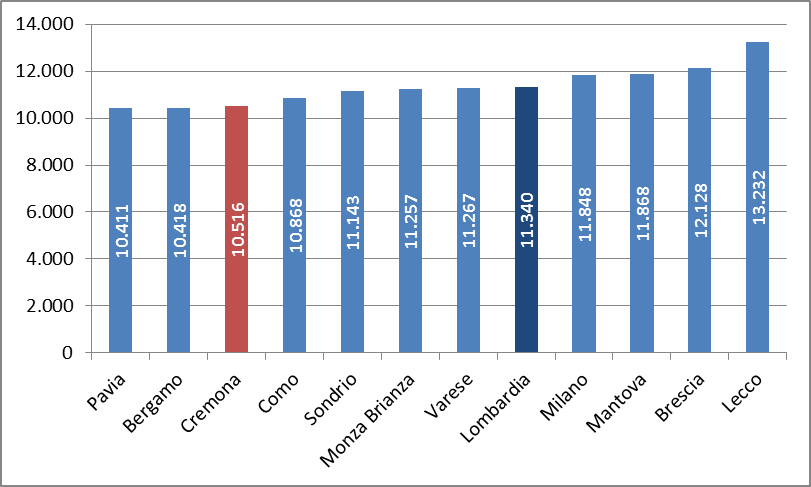 14.000
12.000
10.000
8.000
6.000
4.000
2.000
0
10.411
10.418
10.516
10.868
11.143
11.257
11.267
11.340
11.848
11.868
12.128
13.232
Pavia
Bergamo
Cremona
Como
Sondrio
Monza Brianza
Varese
Lombardia
Milano
Mantova
Brescia
Lecco